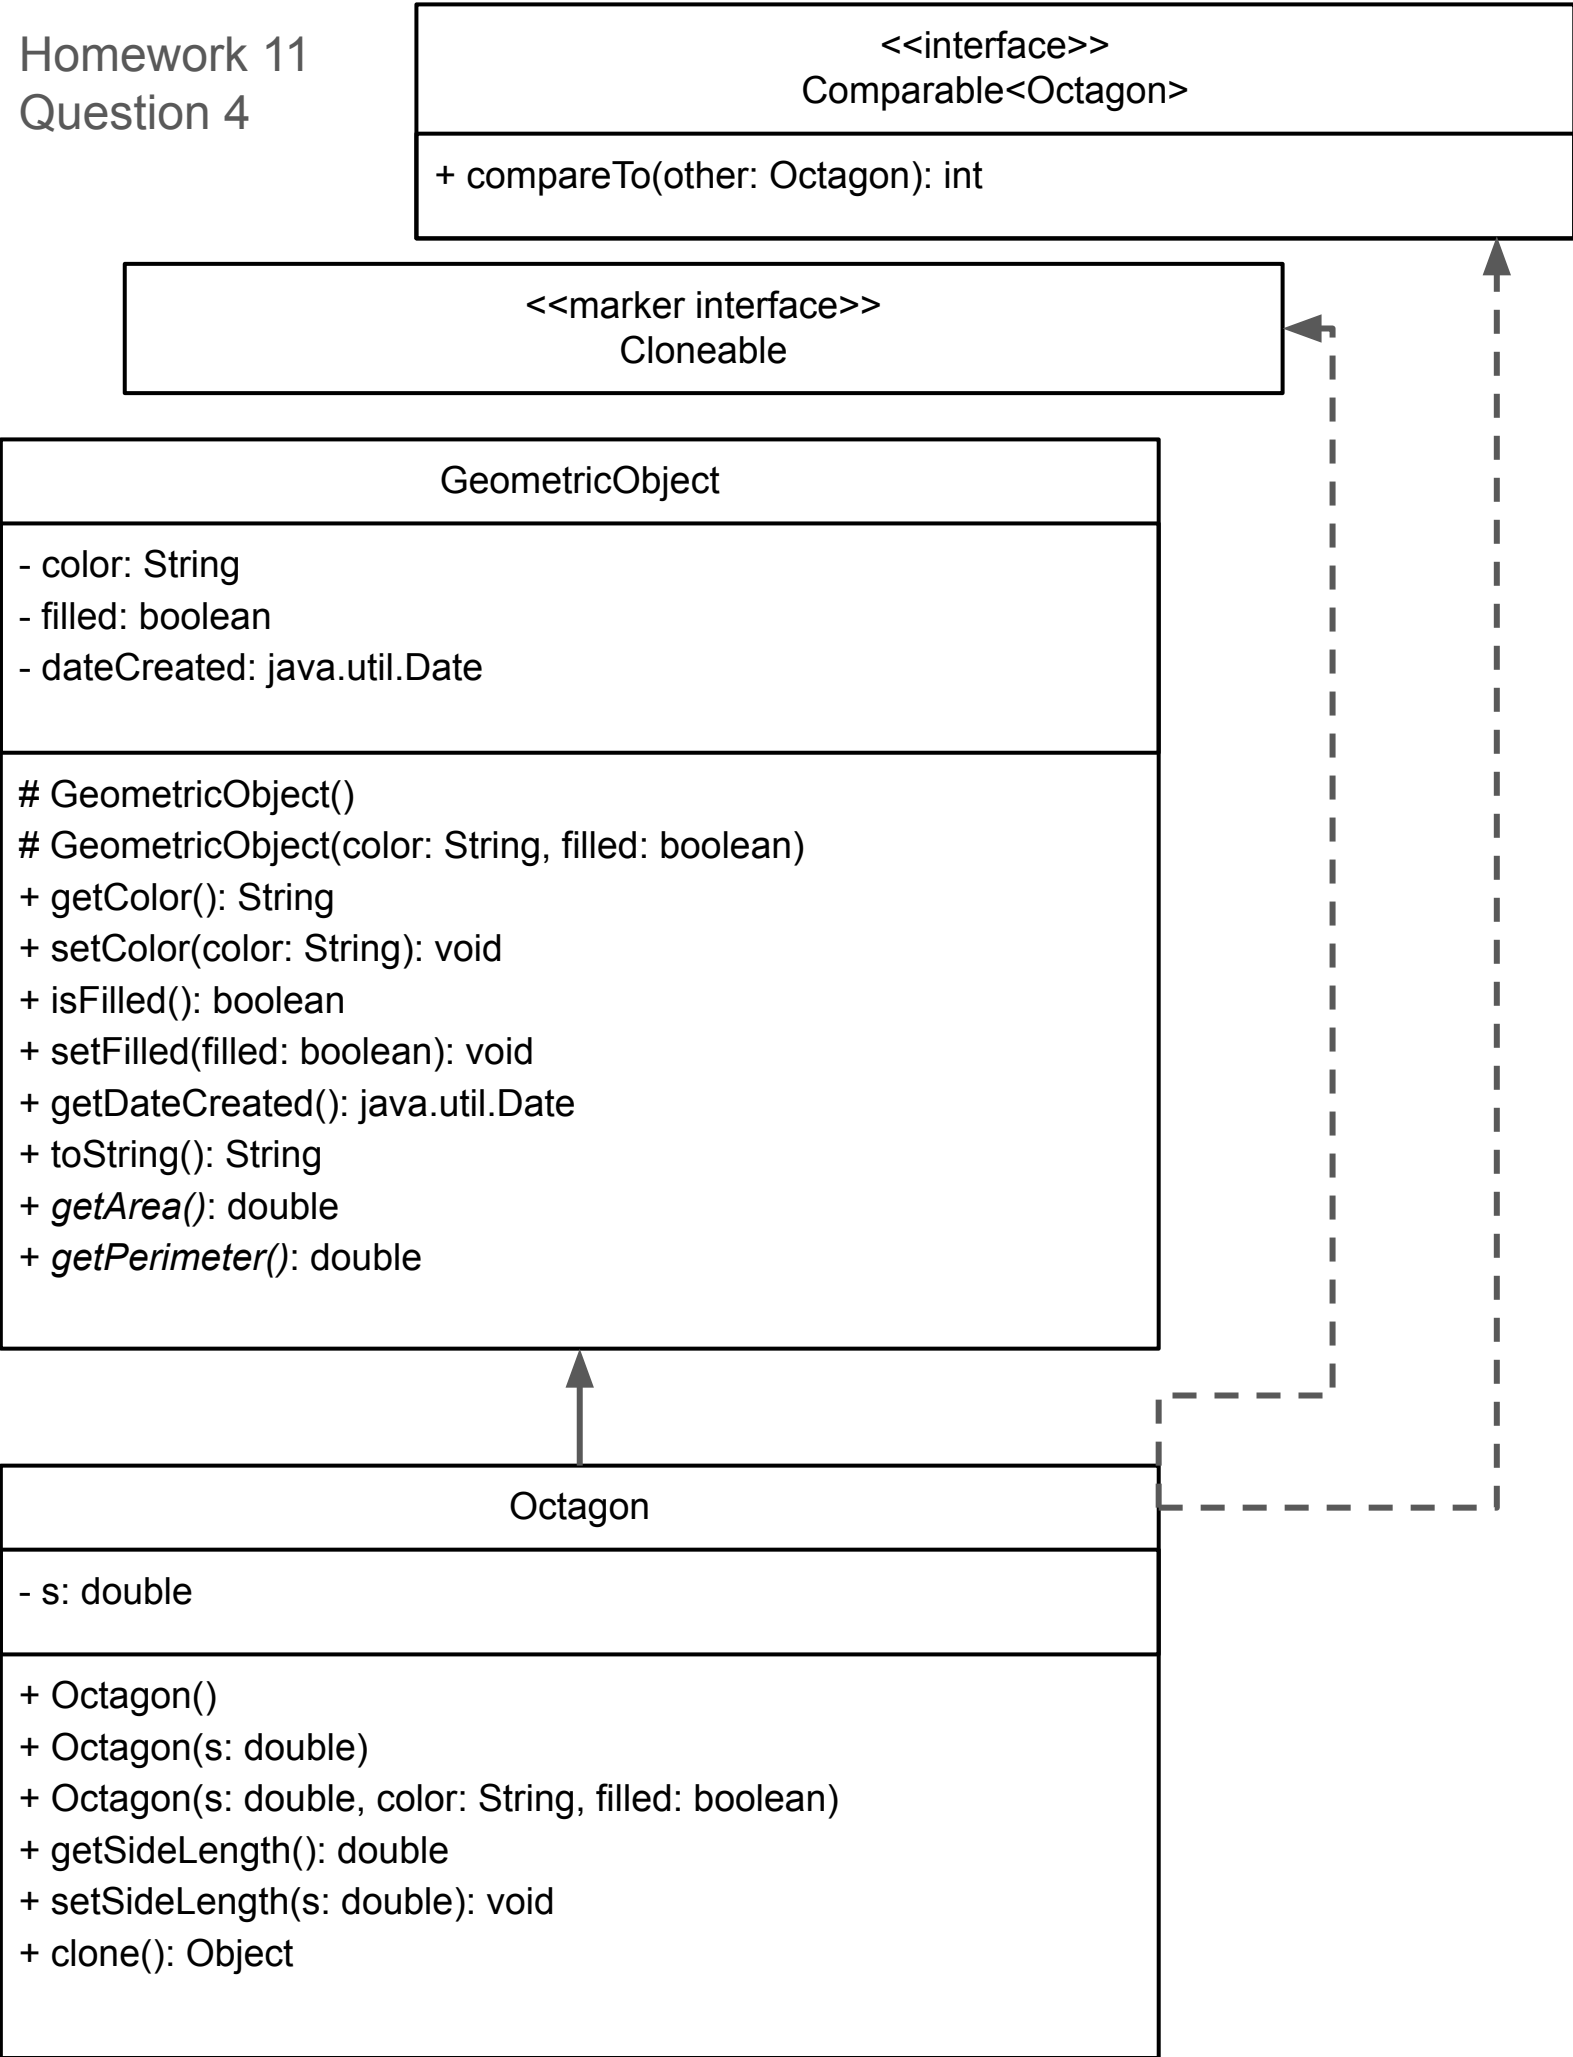 Homework 11
Question 4
<<interface>>
Comparable<Octagon>
+ compareTo(other: Octagon): int
<<marker interface>>
Cloneable
GeometricObject
- color: String
- filled: boolean
- dateCreated: java.util.Date
# GeometricObject()
# GeometricObject(color: String, filled: boolean)
+ getColor(): String
+ setColor(color: String): void
+ isFilled(): boolean
+ setFilled(filled: boolean): void
+ getDateCreated(): java.util.Date
+ toString(): String
+ getArea(): double
+ getPerimeter(): double
Octagon
- s: double
+ Octagon()
+ Octagon(s: double)
+ Octagon(s: double, color: String, filled: boolean)
+ getSideLength(): double
+ setSideLength(s: double): void
+ clone(): Object